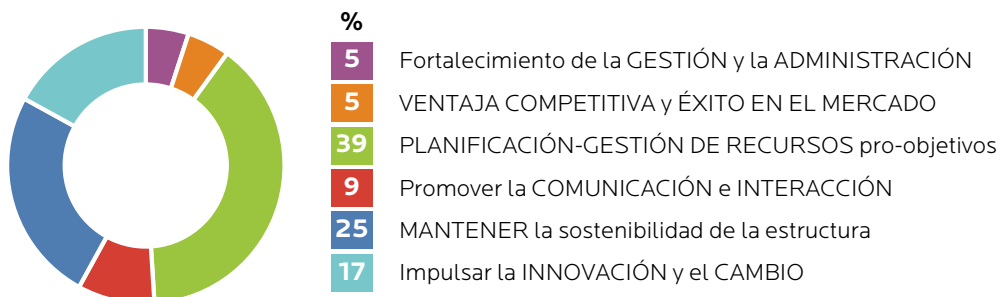 %
5 Fortalecimiento de la GESTIÓN y la ADMINISTRACIÓN
5 VENTAJA COMPETITIVA y ÉXITO EN EL MERCADO
39 PLANIFICACIÓN-GESTIÓN DE RECURSOS pro-objetivos
9 Promover la COMUNICACIÓN e INTERACCIÓN
25 MANTENER la sostenibilidad de la estructura
17 Impulsar la INNOVACIÓN y el CAMBIO